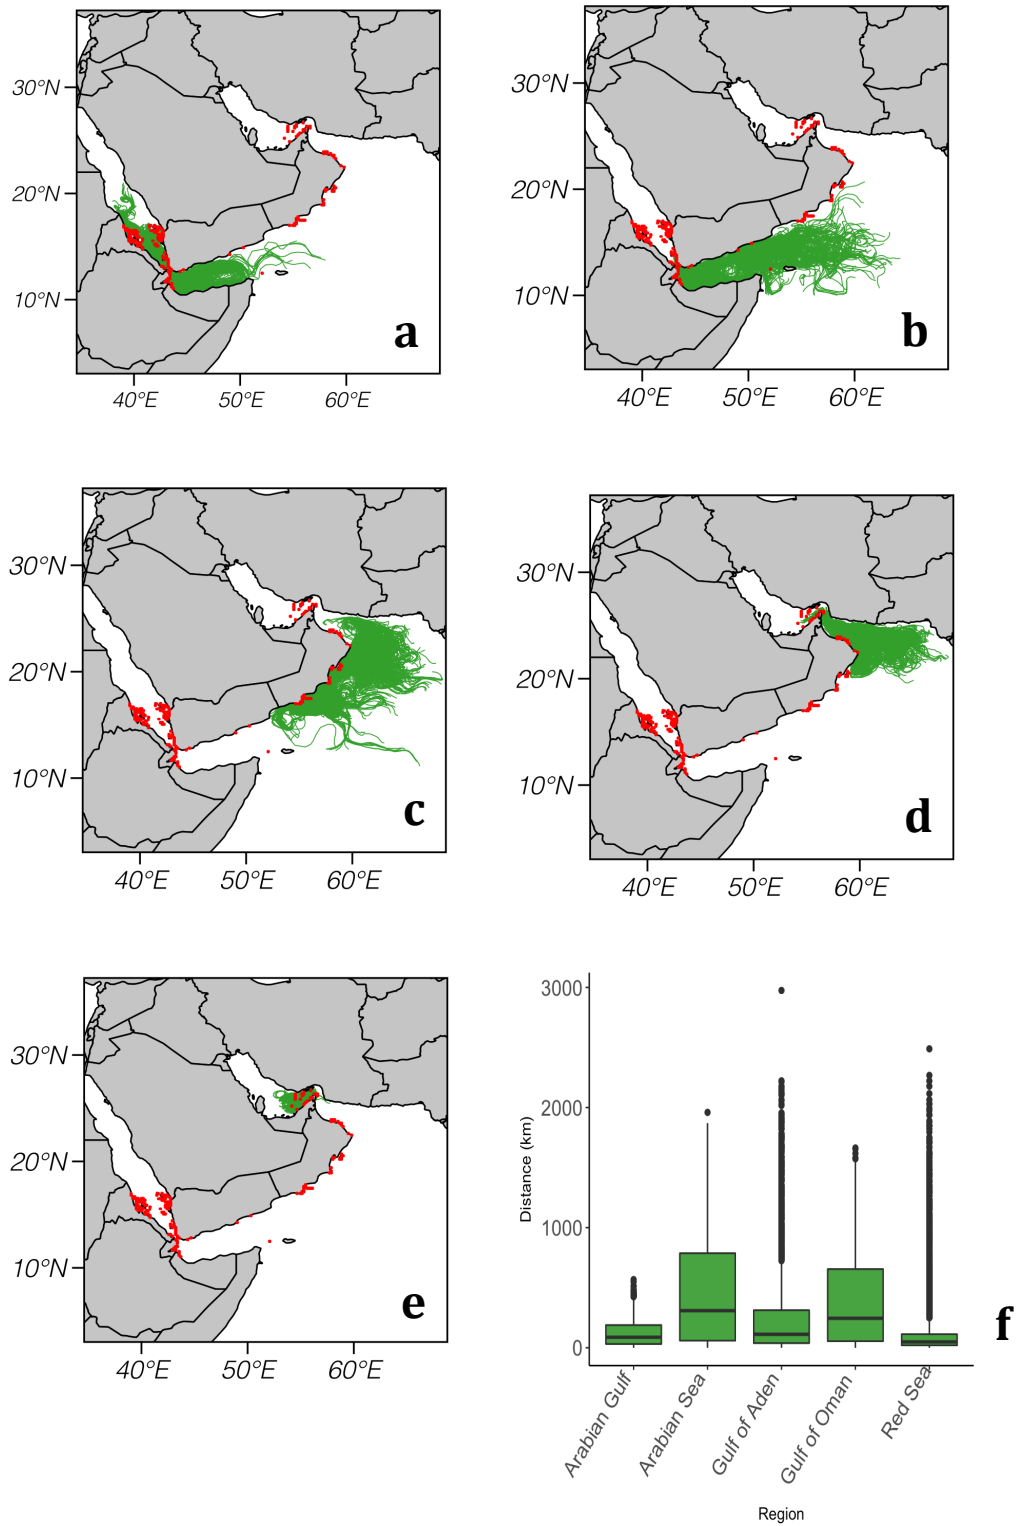 30°N
20°N
10°N
a
40°E 50°E 60°E
30°N
20°N
10°N
b
40°E 50°E 60°E
30°N
20°N
10°N
c
40°E 50°E 60°E
30°N
20°N
10°N
d
40°E 50°E 60°E
30°N
20°N
10°N
e
40°E 50°E 60°E
3000
2000
1000
0
Distance (km)
f
Arabian Gulf
Arabian Sea
Gulf of Aden
Gulf of Oman
Red Sea
Region